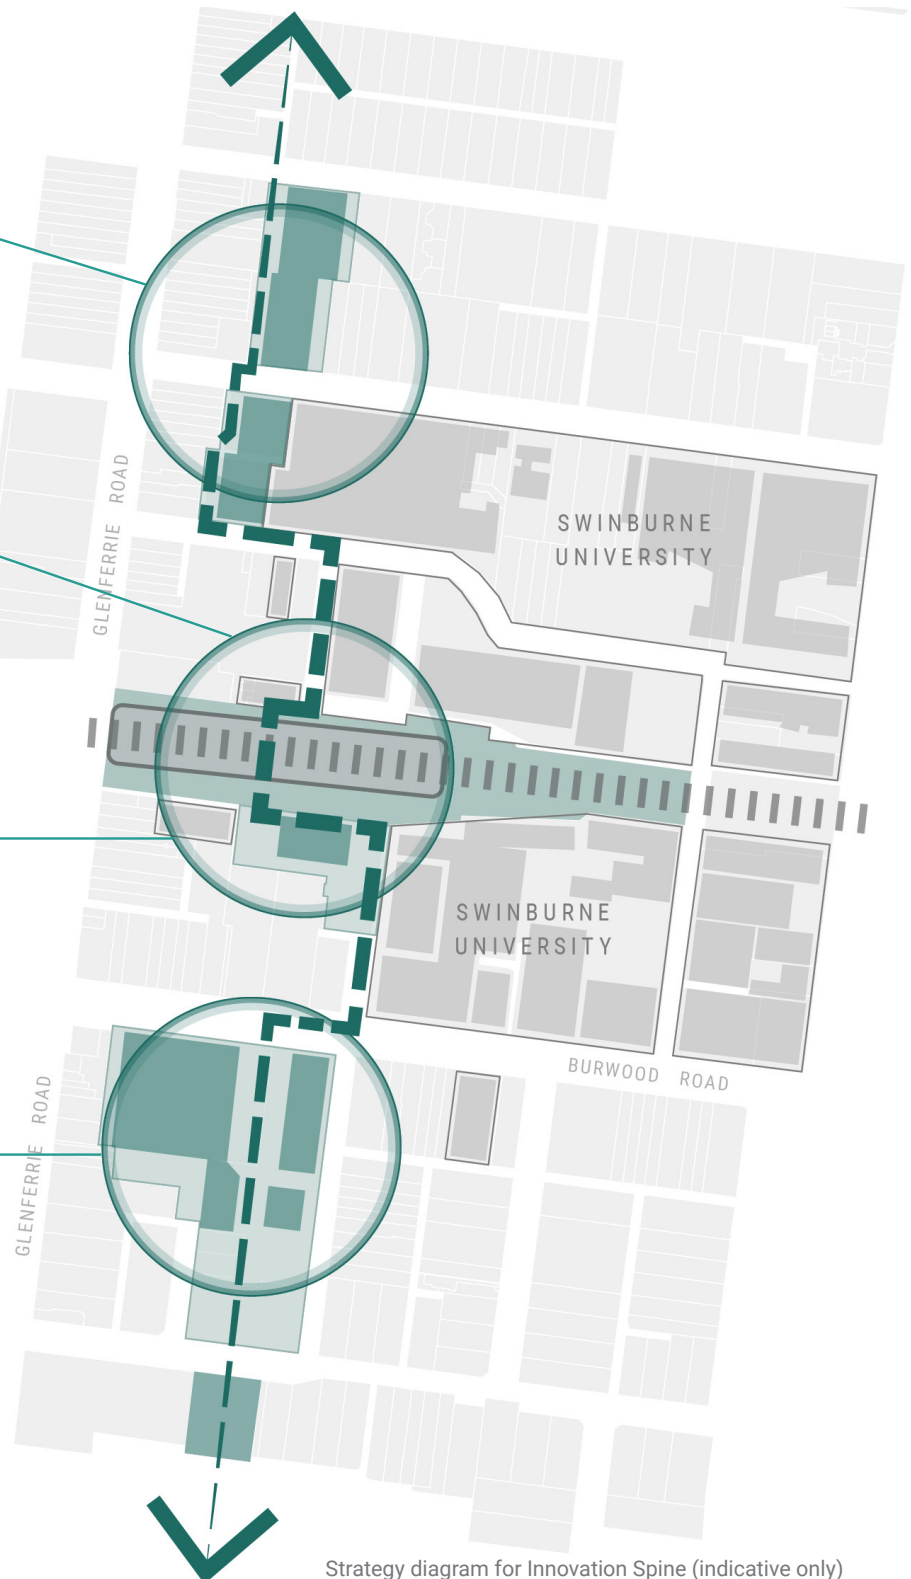 GLENFERRIE ROAD
SWINBURNE
UNIVERSITY
SWINBURNE
UNIVERSITY
BURWOOD ROAD
GLENFERRIE ROAD
Strategy diagram for Innovation Spine (indicative only)